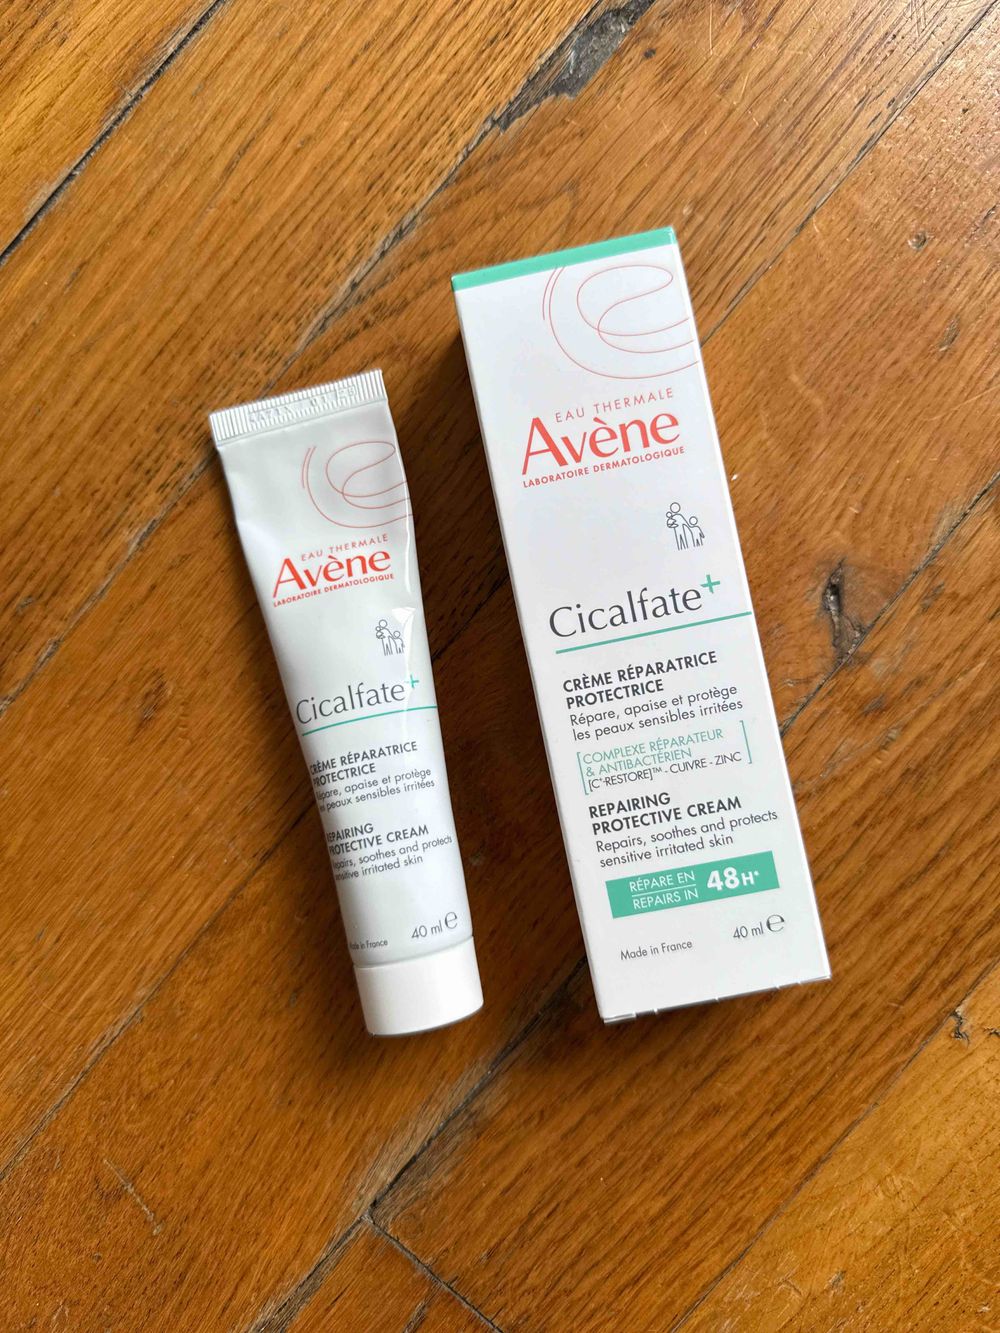 EAU THERMALE
Avène
LABORATOIRE DERMATOLOGIQUE
Cicalfate+
CRÈME RÉPARATRICE
PROTECTRICE
Répare, apaise et protège
les peaux sensibles irritées
REPAIRING
PROTECTIVE CREAM
Repairs, soothes and protects
sensitive irritated skin
Made in France
40 ml ℮
EAU THERMALE
Avène
LABORATOIRE DERMATOLOGIQUE
Cicalfate+
CRÈME RÉPARATRICE
PROTECTRICE
Répare, apaise et protège
les peaux sensibles irritées
[COMPLEXE RÉPARATEUR
& ANTIBACTÉRIEN
[C+-RESTORE]™ - CUIVRE - ZINC]
REPAIRING
PROTECTIVE CREAM
Repairs, soothes and protects
sensitive irritated skin
RÉPARE EN
REPAIRS IN
48H*
Made in France
40 ml ℮